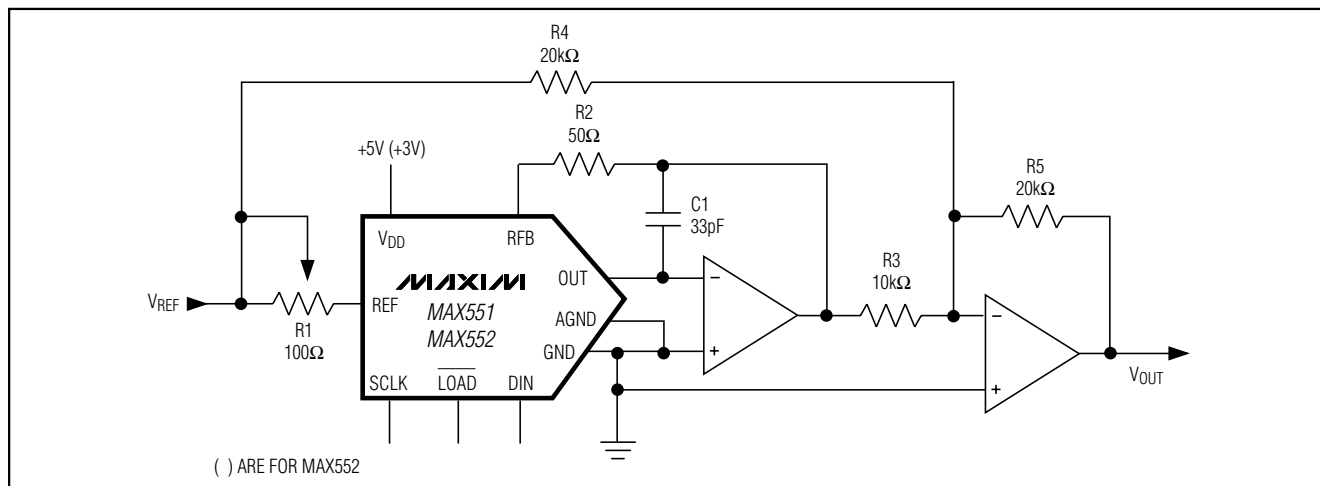 R4
20kΩ
R2
50Ω
+5V (+3V)
R5
20kΩ
C1
33pF
VDD
RFB
R3
10kΩ
MAXIM
OUT
−
VREF
REF
MAX551
AGND
−
R1
MAX552
100Ω
GND
+
SCLK
LOAD
DIN
+
VOUT
( ) ARE FOR MAX552